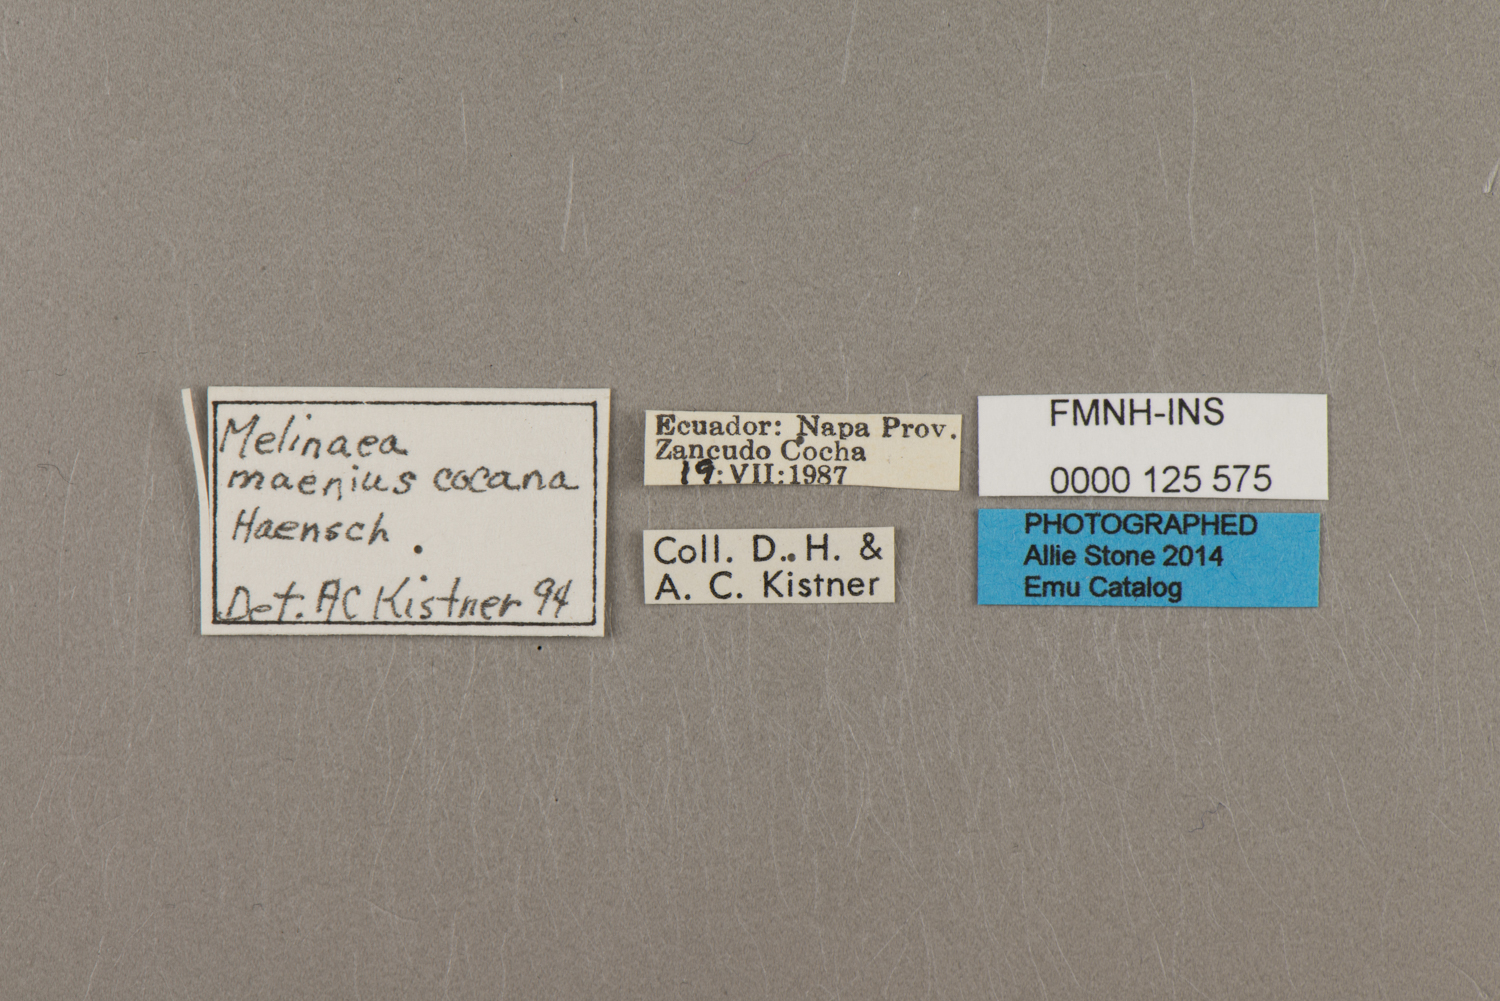 Melinaea
maenius cocana
Haensch
Det. AC Kistner 94
Ecuador: Napa Prov.
Zancudo Cocha
19:VII:1987
Coll. D. H. &
A. C. Kistner
FMNH-INS
0000 125 575
PHOTOGRAPHED
Allie Stone 2014
Emu Catalog